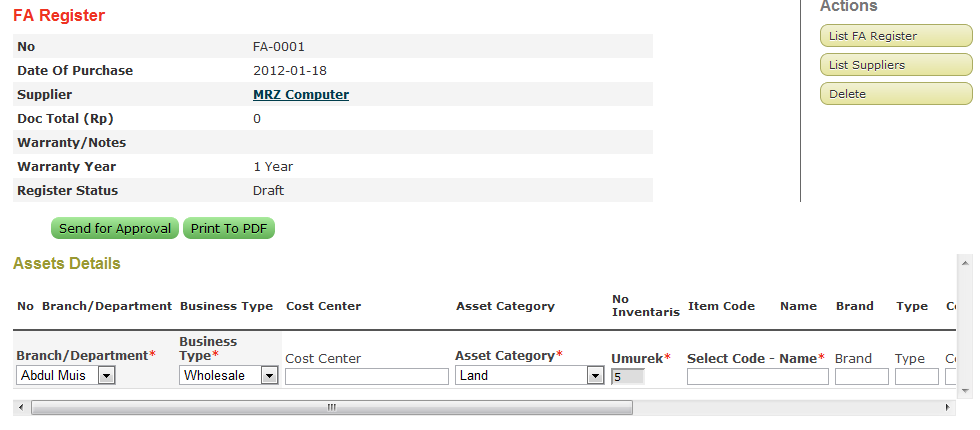 FA Register
Actions
No FA-0001
List FA Register
Date Of Purchase 2012-01-18
List Suppliers
Supplier MRZ Computer
Delete
Doc Total (Rp) 0
Warranty/Notes
Warranty Year 1 Year
Register Status Draft
Send for Approval Print To PDF
Assets Details
No Branch/Department Business Type Cost Center Asset Category No Inventaris Item Code Name Brand Type
Branch/Department* Business Type* Cost Center Asset Category* Umurek* Select Code - Name* Brand Type
Abdul Muis Wholesale Land 5